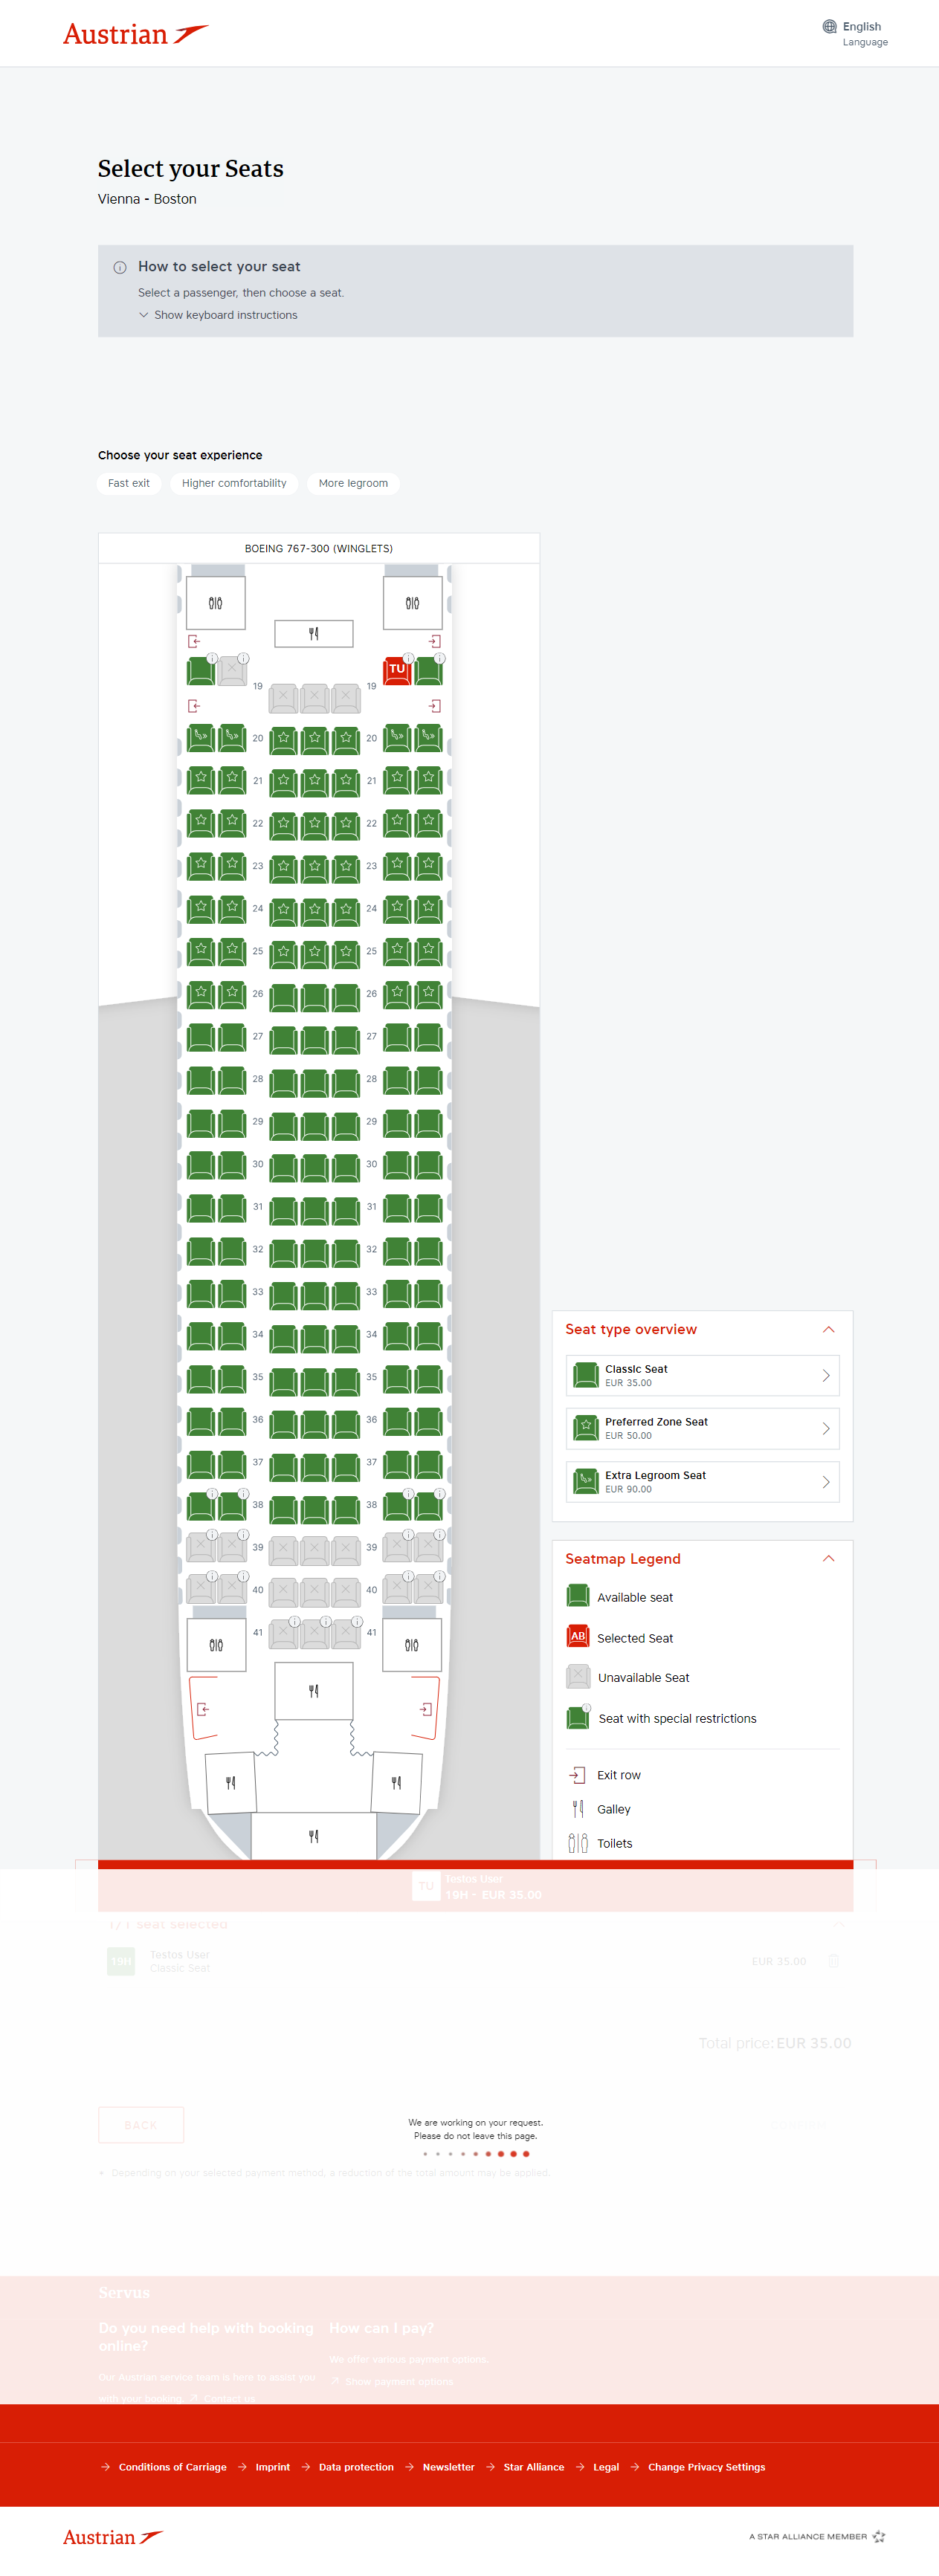 Austrian
English
Language
Select your Seats
Vienna - Boston
How to select your seat
Select a passenger, then choose a seat.
Show keyboard instructions
Choose your seat experience
Fast exit
Higher comfortability
More legroom
BOEING 767-300 (WINGLETS)
TU
19 19
20 20
21 21
22 22
23 23
24 24
25 25
26 26
27 27
28 28
29 29
30 30
31 31
32 32
33 33
34 34
35 35
36 36
37 37
38 38
39 39
40 40
41 41
Seat type overview
Classic Seat
EUR 35.00
Preferred Zone Seat
EUR 50.00
Extra Legroom Seat
EUR 90.00
Seatmap Legend
Available seat
AB
Selected Seat
Unavailable Seat
Seat with special restrictions
Exit row
Galley
Toilets
TU
Testos User
19H - EUR 35.00
1/1 seat selected
19H
Testos User
Classic Seat
EUR 35.00
Total price: EUR 35.00
BACK
We are working on your request.
Please do not leave this page.
• Depending on your selected payment method, a reduction of the total amount may be applied.
Servus
Do you need help with booking online?
Our Austrian service team is here to assist you with your booking. Contact us
How can I pay?
We offer various payment options.
Show payment options
Conditions of Carriage
Imprint
Data protection
Newsletter
Star Alliance
Legal
Change Privacy Settings
Austrian
A STAR ALLIANCE MEMBER